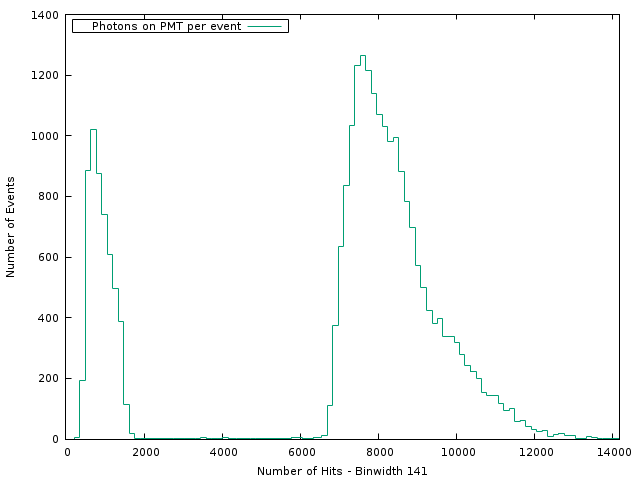 Photons on PMT per event
1400
1200
1000
800
600
400
200
0
0 2000 4000 6000 8000 10000 12000 14000
Number of Events
Number of Hits - Binwidth 141